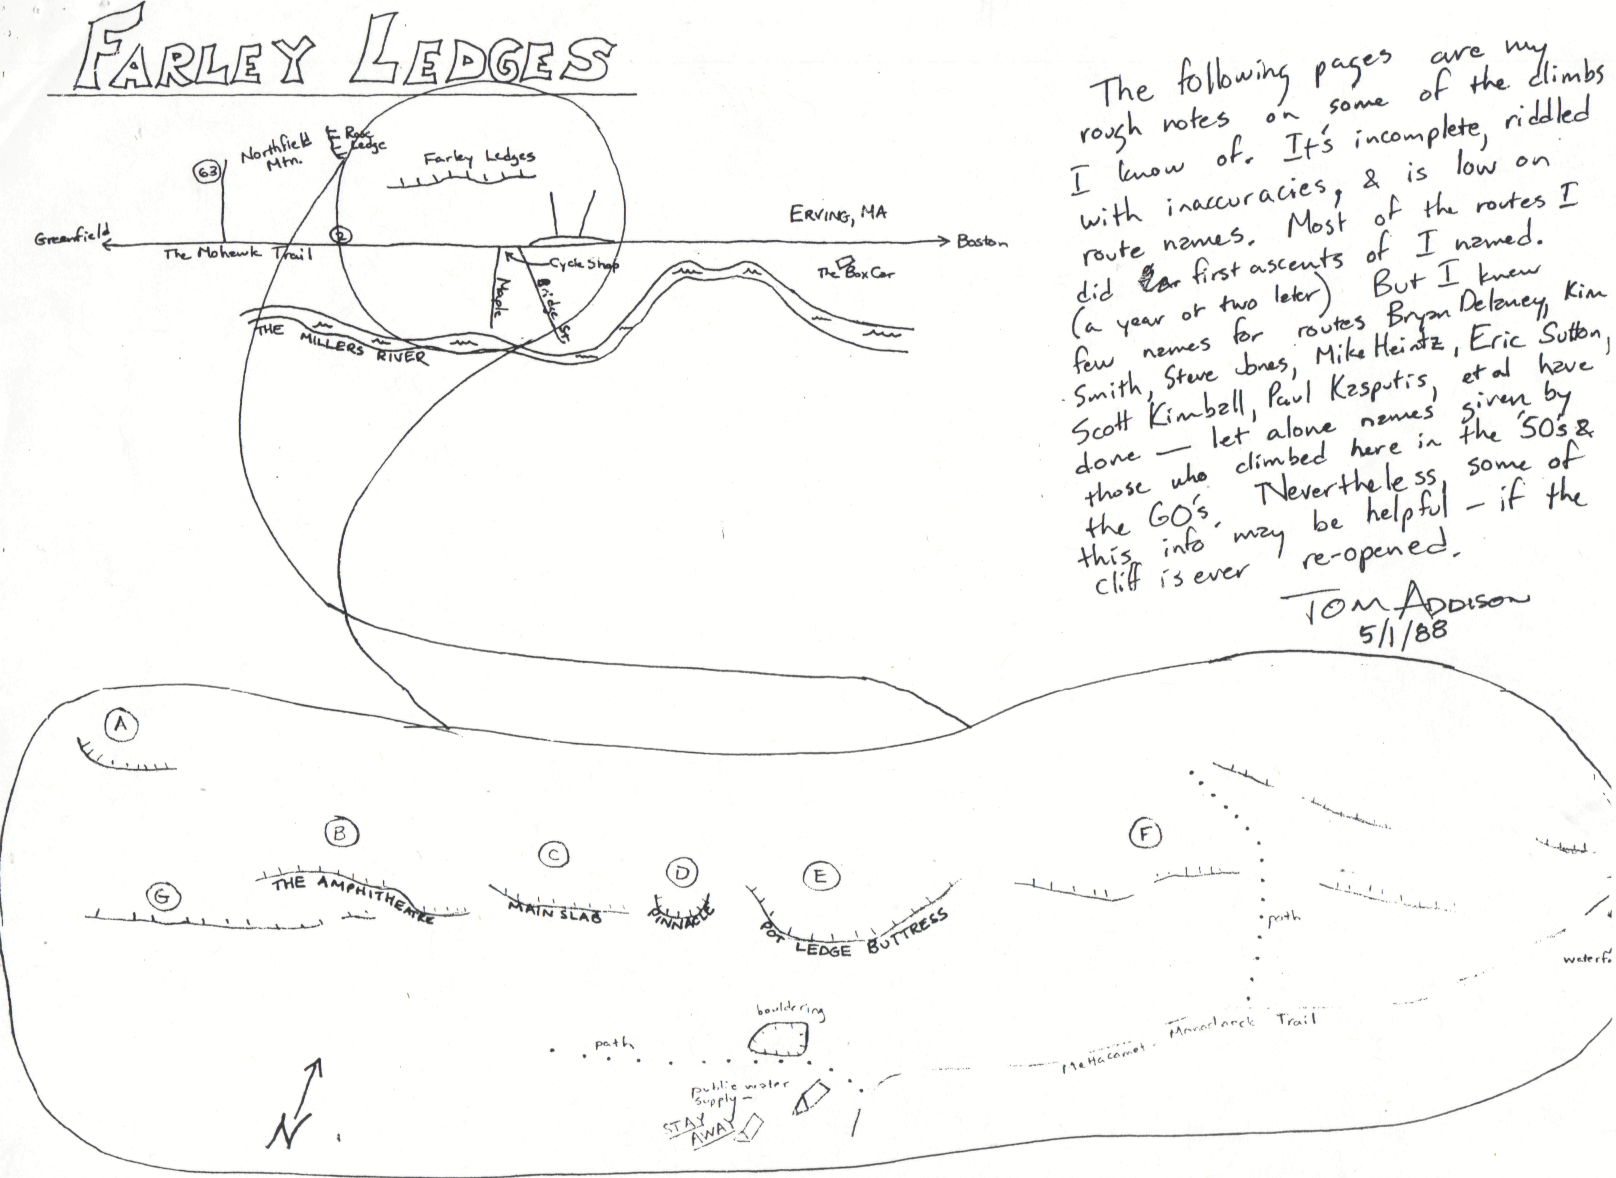 FARLEY LEDGES
The following pages are my
rough notes on some of the climbs
I know of. It's incomplete, riddled
with inaccuracies, & is low on
route names. Most of the routes I
did first ascents of I named.
(a year or two later) But I knew
few names for routes Bryan Delaney, Kim
Smith, Steve Jones, Mike Heintz, Eric Sutton,
Scott Kimball, Paul Kasputis, et al have
done — let alone names given by
those who climbed here in the '50's &
the 60's. Nevertheless, some of
this info may be helpful – if the
cliff is ever re-opened.
TOM ADDISON
5/1/88
63
Northfield
Mtn.
Rose
Ledge
Farley Ledges
ERVING, MA
Greenfield
The Mohawk Trail
2
Boston
Cycle Shop
The Box Car
Maple
Bridge St.
THE MILLERS RIVER
A
B
THE AMPHITHEATRE
C
MAIN SLAB
D
PINNACLE
E
POT LEDGE BUTTRESS
F
G
path
waterf
bouldering
path
Mettacomet Monadnock Trail
public water
supply –
STAY
AWAY
N